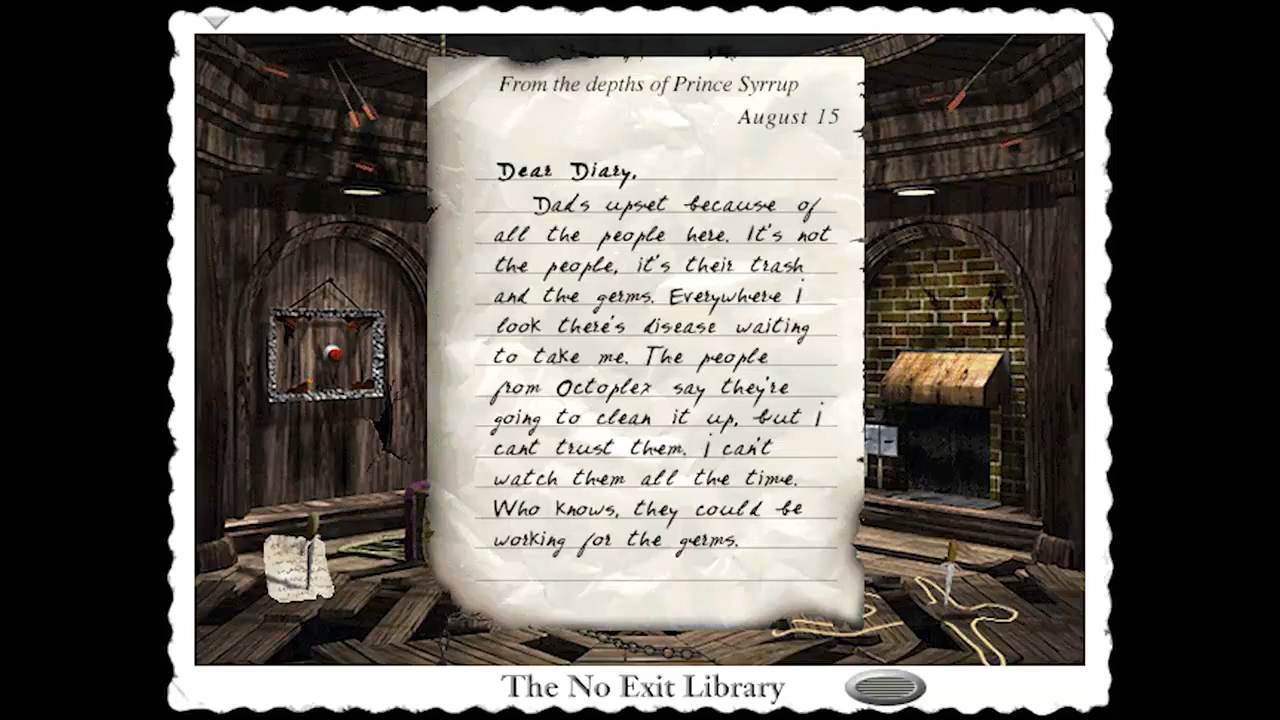 From the depths of Prince Syrrup
August 15
Dear Diary,
Dad's upset because of
all the people here. It's not
the people, it's their trash
and the germs. Everywhere i
look there's disease waiting
to take me. The people
from Octoplex say they're
going to clean it up, but i
cant trust them. i can't
watch them all the time.
Who knows, they could be
working for the germs.
The No Exit Library